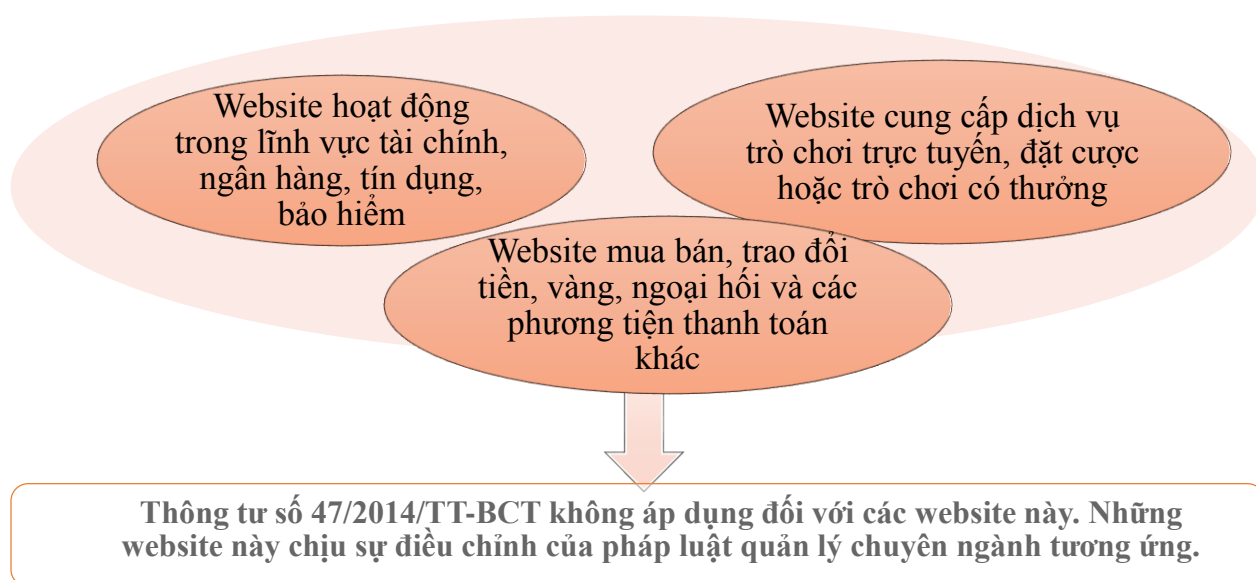 Website hoạt động
trong lĩnh vực tài chính,
ngân hàng, tín dụng,
bảo hiểm
Website cung cấp dịch vụ
trò chơi trực tuyến, đặt cược
hoặc trò chơi có thưởng
Website mua bán, trao đổi
tiền, vàng, ngoại hối và các
phương tiện thanh toán
khác
Thông tư số 47/2014/TT-BCT không áp dụng đối với các website này. Những
website này chịu sự điều chỉnh của pháp luật quản lý chuyên ngành tương ứng.